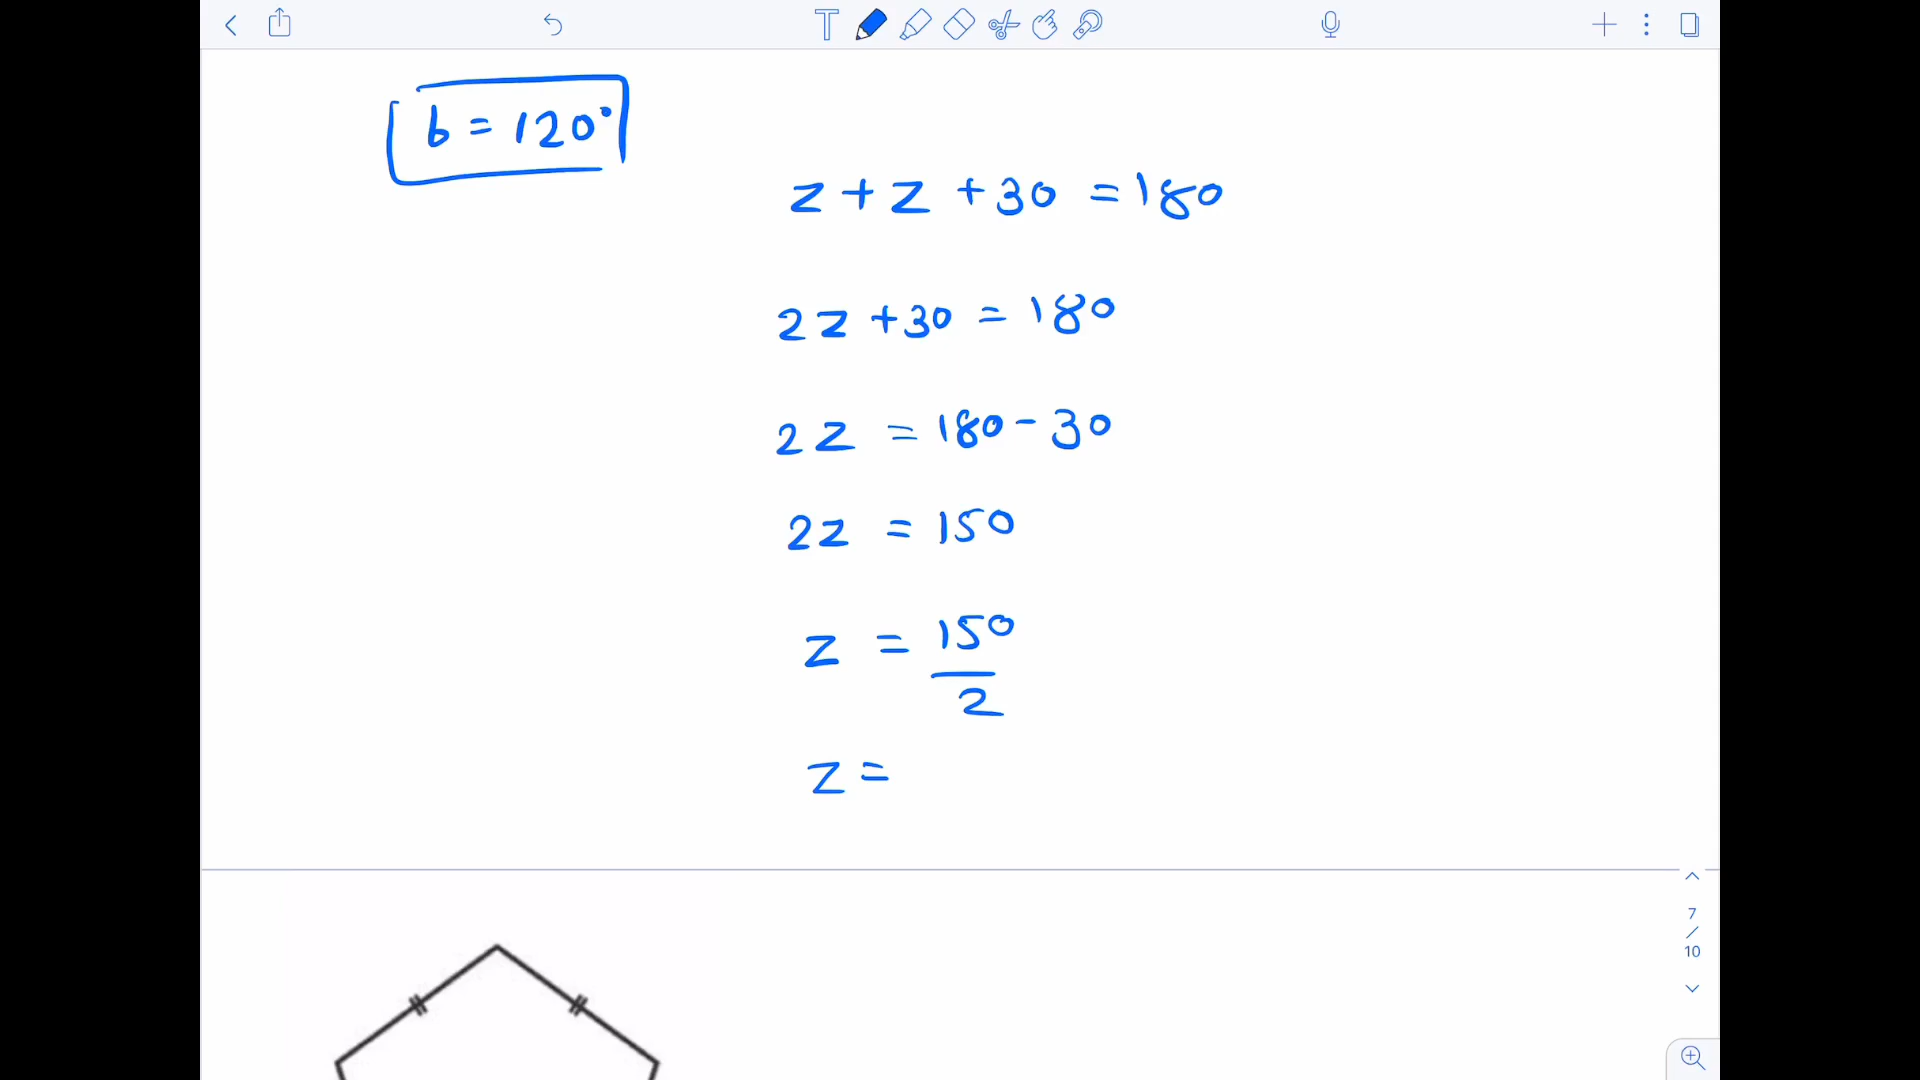 b = 120°
z + z + 30 = 180
2z + 30 = 180
2z = 180 - 30
2z = 150
z = 150
2
z =
7
/
10